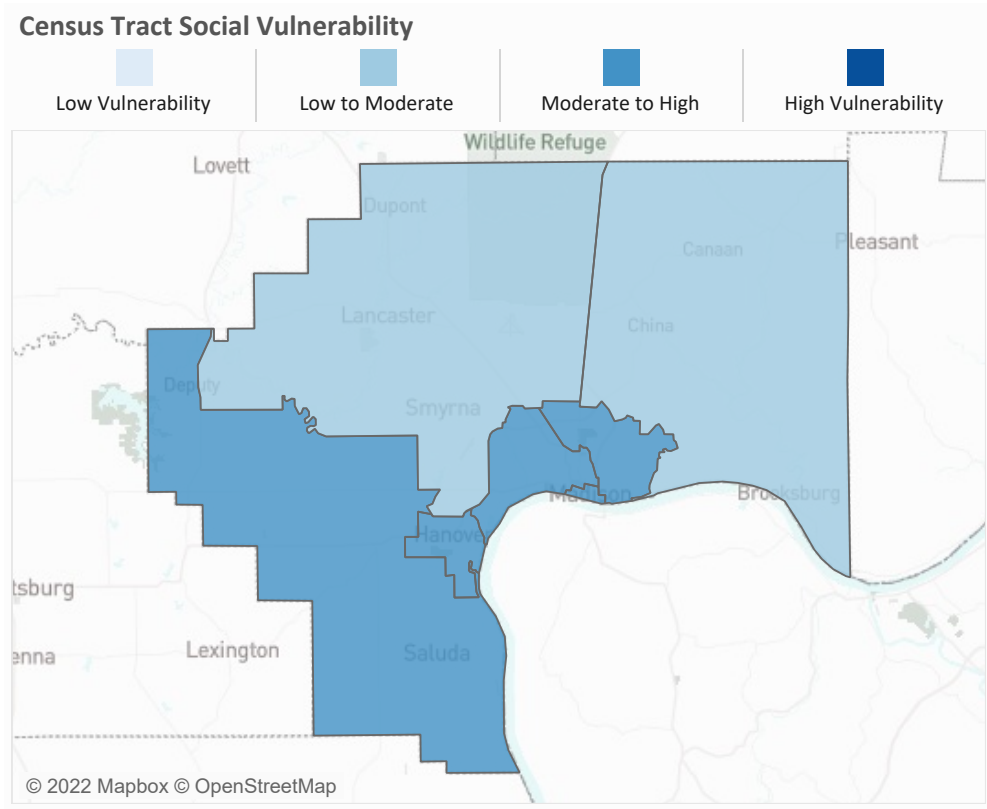 Census Tract Social Vulnerability
Low Vulnerability
Low to Moderate
Moderate to High
High Vulnerability
Wildlife Refuge
Lovett
Dupont
Pleasant
Canaan
Lancaster
China
Deputy
Smyrna
Madison
Brooksburg
Hanover
tsburg
Lexington
Saluda
enna
© 2022 Mapbox © OpenStreetMap